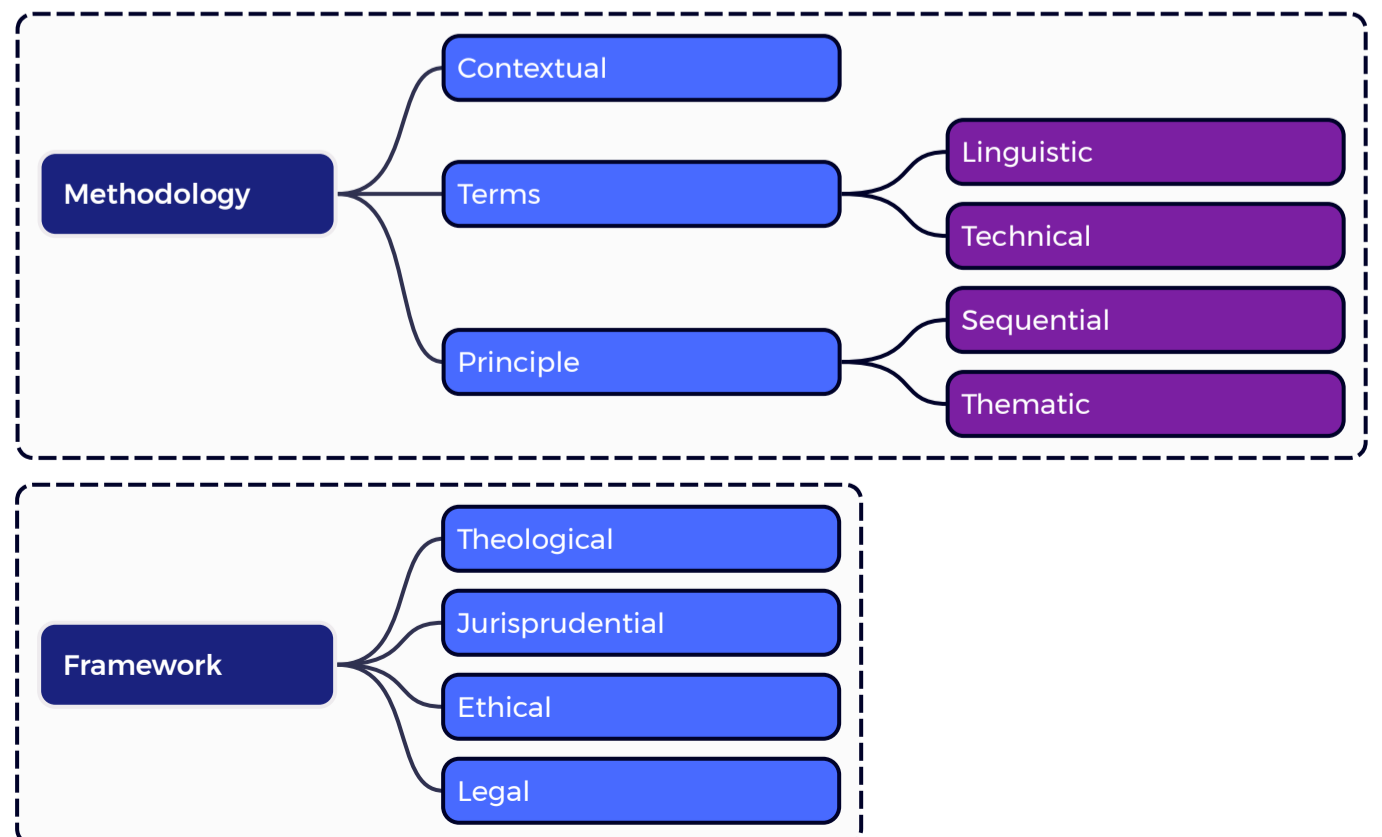 Methodology
Contextual
Terms
Linguistic
Technical
Principle
Sequential
Thematic
Framework
Theological
Jurisprudential
Ethical
Legal